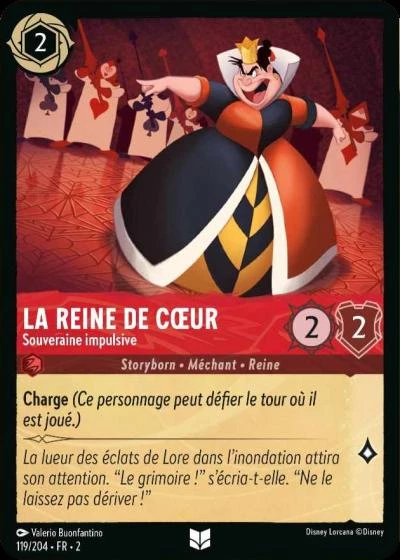 2
LA REINE DE CŒUR
Souveraine impulsive
2
2
Storyborn • Méchant • Reine
Charge (Ce personnage peut défier le tour où il
est joué.)
La lueur des éclats de Lore dans l'inondation attira
son attention. “Le grimoire !” s'écria-t-elle. “Ne le
laissez pas dériver !”
Valerio Buonfantino
Disney Lorcana ©Disney
119/204 • FR • 2